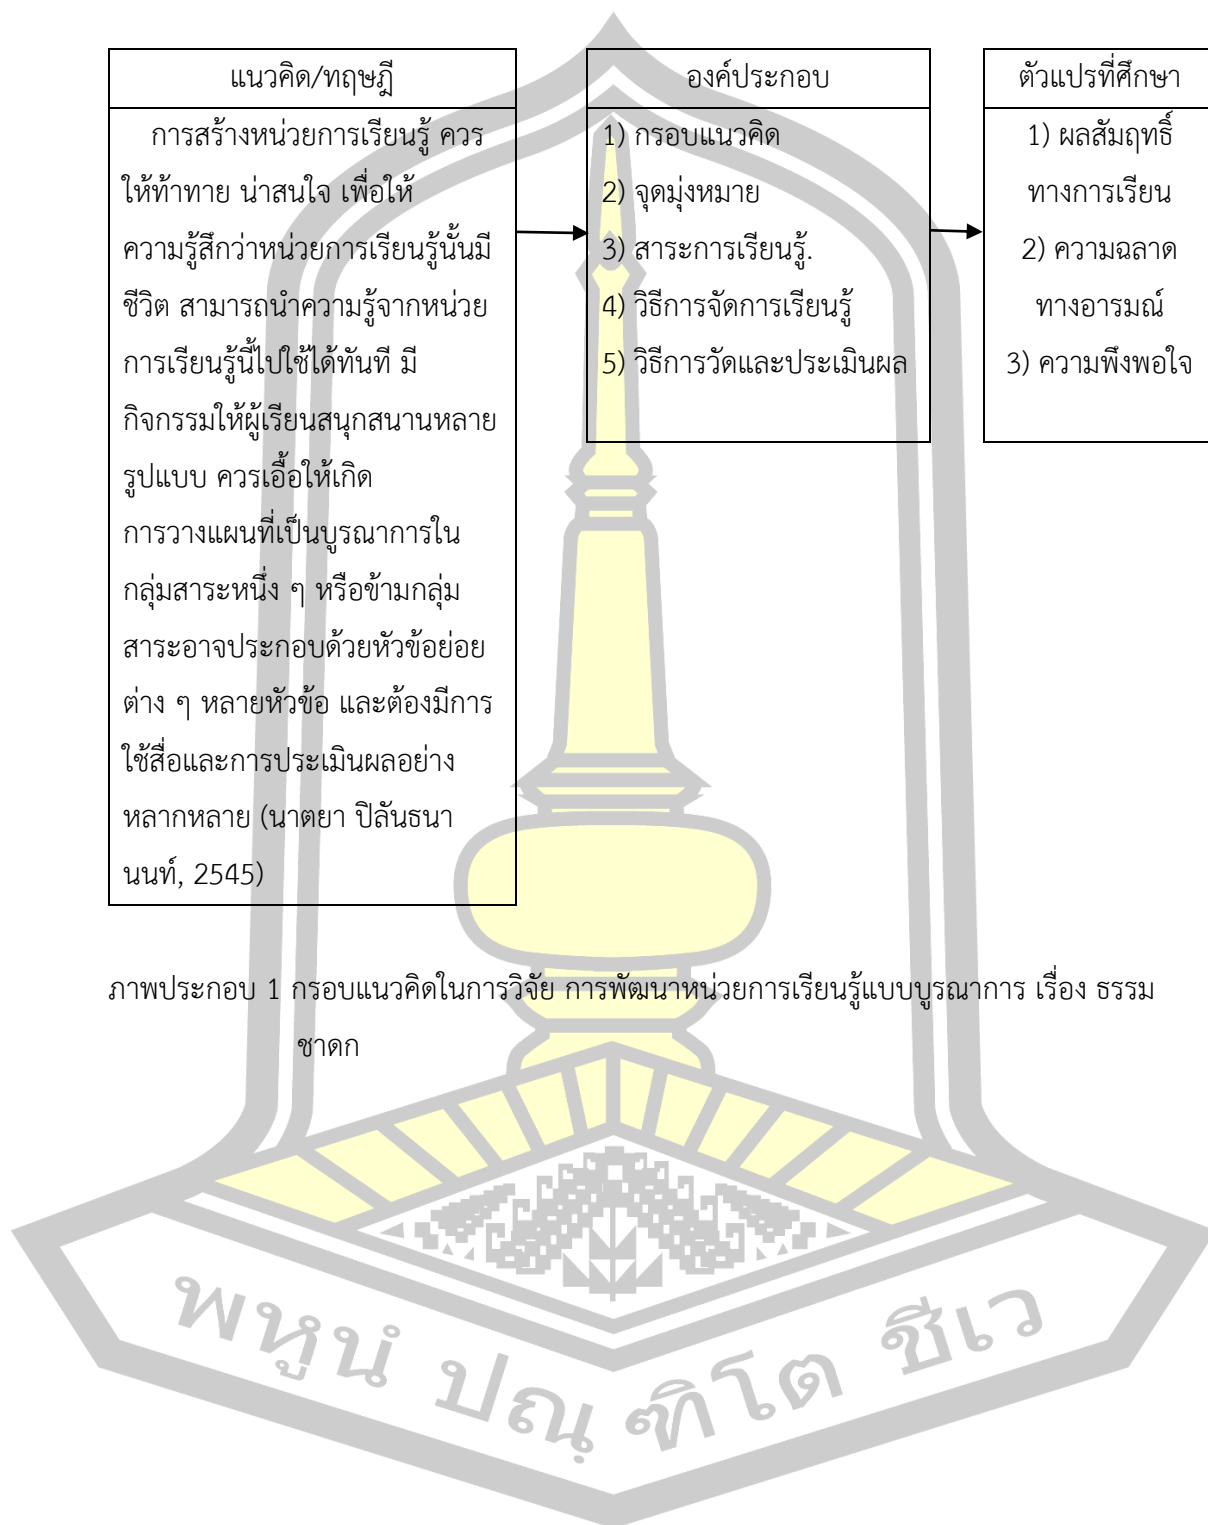 แนวคิด/ทฤษฎี
การสร้างหน่วยการเรียนรู้ ควร
ให้ท้าทาย น่าสนใจ เพื่อให้
ความรู้สึกว่าหน่วยการเรียนรู้นั้นมี
ชีวิต สามารถนำความรู้จากหน่วย
การเรียนรู้นี้ไปใช้ได้ทันที มี
กิจกรรมให้ผู้เรียนสนุกสนานหลาย
รูปแบบ ควรเอื้อให้เกิด
การวางแผนที่เป็นบูรณาการใน
กลุ่มสาระหนึ่ง ๆ หรือข้ามกลุ่ม
สาระอาจประกอบด้วยหัวข้อย่อย
ต่าง ๆ หลายหัวข้อ และต้องมีการ
ใช้สื่อและการประเมินผลอย่าง
หลากหลาย (นาตยา ปิลันธนา
นนท์, 2545)
องค์ประกอบ
1) กรอบแนวคิด
2) จุดมุ่งหมาย
3) สาระการเรียนรู้.
4) วิธีการจัดการเรียนรู้
5) วิธีการวัดและประเมินผล
ตัวแปรที่ศึกษา
1) ผลสัมฤทธิ์
ทางการเรียน
2) ความฉลาด
ทางอารมณ์
3) ความพึงพอใจ
ภาพประกอบ 1 กรอบแนวคิดในการวิจัย การพัฒนาหน่วยการเรียนรู้แบบบูรณาการ เรื่อง ธรรม
ชาดก
พหูนํ ปณฺฑิโต ชีเว